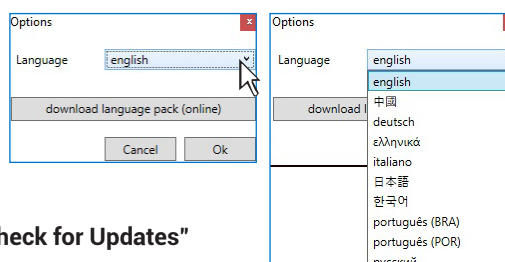 Options
x
Language
english
download language pack (online)
Cancel
Ok
Options
Language
english
download
english
中國
deutsch
ελληνικά
italiano
日本語
한국어
português (BRA)
português (POR)
русский
heck for Updates"